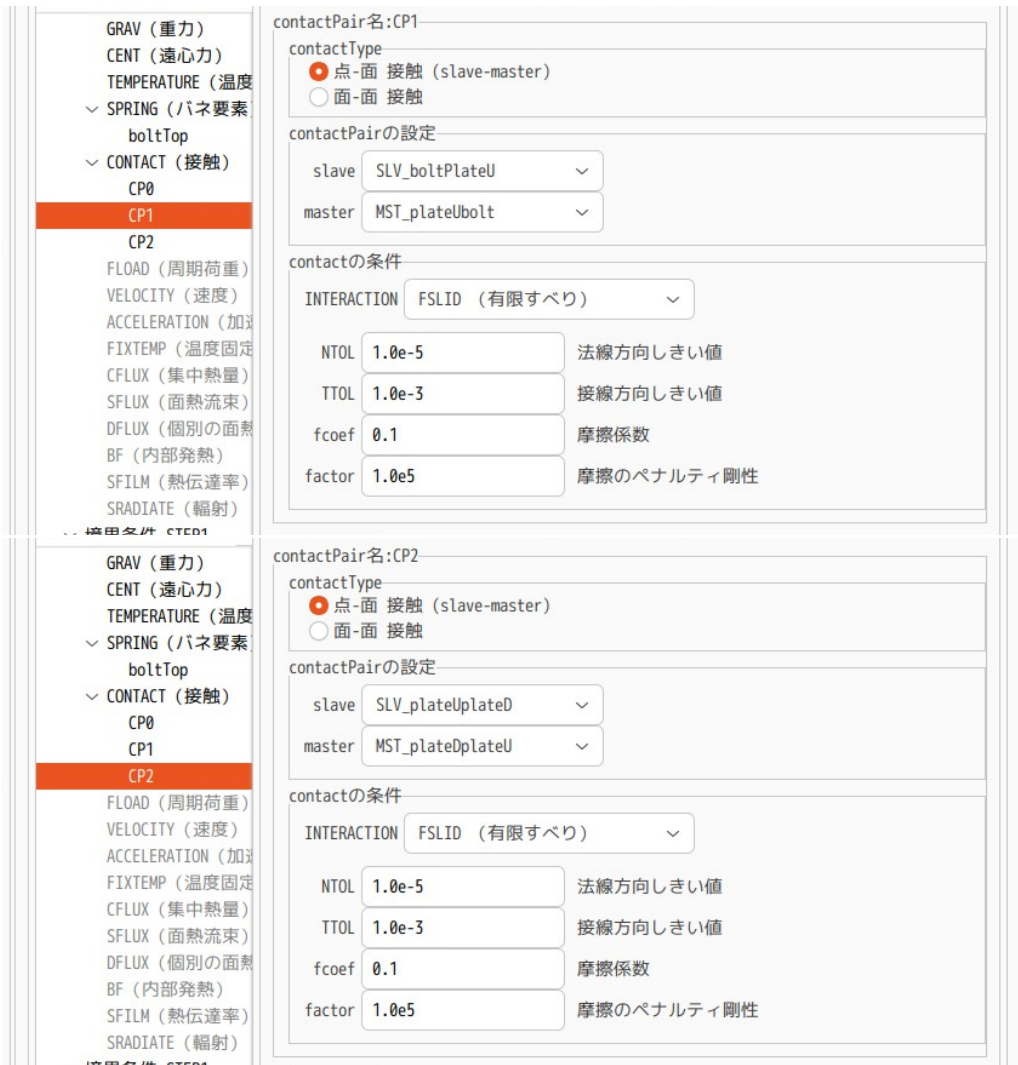 GRAV (重力)
CENT (遠心力)
TEMPERATURE (温度
SPRING (バネ要素
boltTop
CONTACT (接触)
CP0
CP1
CP2
FLOAD (周期荷重)
VELOCITY (速度)
ACCELERATION (加速
FIXTEMP (温度固定
CFLUX (集中熱量)
SFLUX (面熱流束)
DFLUX (個別の面熱
BF (内部発熱)
SFILM (熱伝達率)
SRADIATE (輻射)
境界条件 STEP1
contactPair名:CP1
contactType
点-面 接触 (slave-master)
面-面 接触
contactPairの設定
slave SLV_boltPlateU
master MST_plateUbolt
contactの条件
INTERACTION FSLID (有限すべり)
NTOL 1.0e-5 法線方向しきい値
TTOL 1.0e-3 接線方向しきい値
fcoef 0.1 摩擦係数
factor 1.0e5 摩擦のペナルティ剛性
GRAV (重力)
CENT (遠心力)
TEMPERATURE (温度
SPRING (バネ要素
boltTop
CONTACT (接触)
CP0
CP1
CP2
FLOAD (周期荷重)
VELOCITY (速度)
ACCELERATION (加速
FIXTEMP (温度固定
CFLUX (集中熱量)
SFLUX (面熱流束)
DFLUX (個別の面熱
BF (内部発熱)
SFILM (熱伝達率)
SRADIATE (輻射)
境界条件 STEP1
contactPair名:CP2
contactType
点-面 接触 (slave-master)
面-面 接触
contactPairの設定
slave SLV_plateUplateD
master MST_plateDplateU
contactの条件
INTERACTION FSLID (有限すべり)
NTOL 1.0e-5 法線方向しきい値
TTOL 1.0e-3 接線方向しきい値
fcoef 0.1 摩擦係数
factor 1.0e5 摩擦のペナルティ剛性